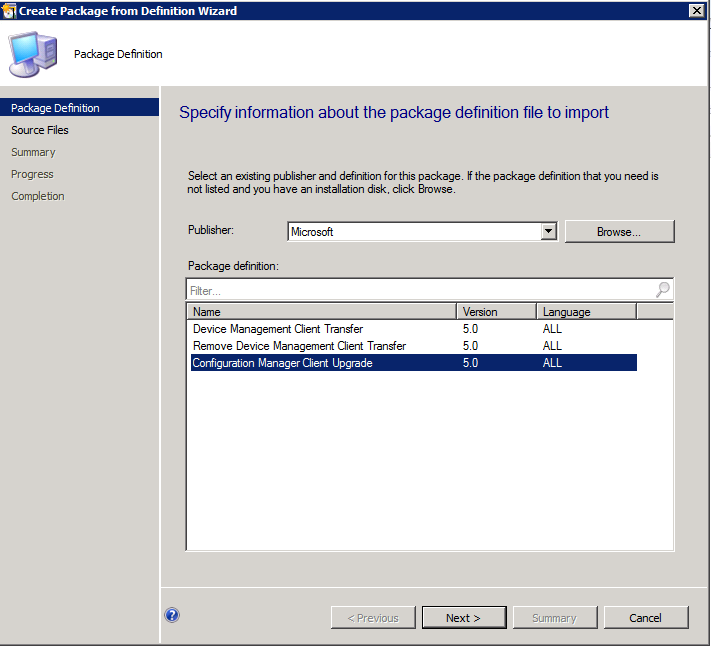 Create Package from Definition Wizard
Package Definition
Package Definition
Source Files
Summary
Progress
Completion
Specify information about the package definition file to import
Select an existing publisher and definition for this package. If the package definition that you need is
not listed and you have an installation disk, click Browse.
Publisher: Microsoft Browse...
Package definition:
Filter...
Name Version Language
Device Management Client Transfer 5.0 ALL
Remove Device Management Client Transfer 5.0 ALL
Configuration Manager Client Upgrade 5.0 ALL
? < Previous Next > Summary Cancel